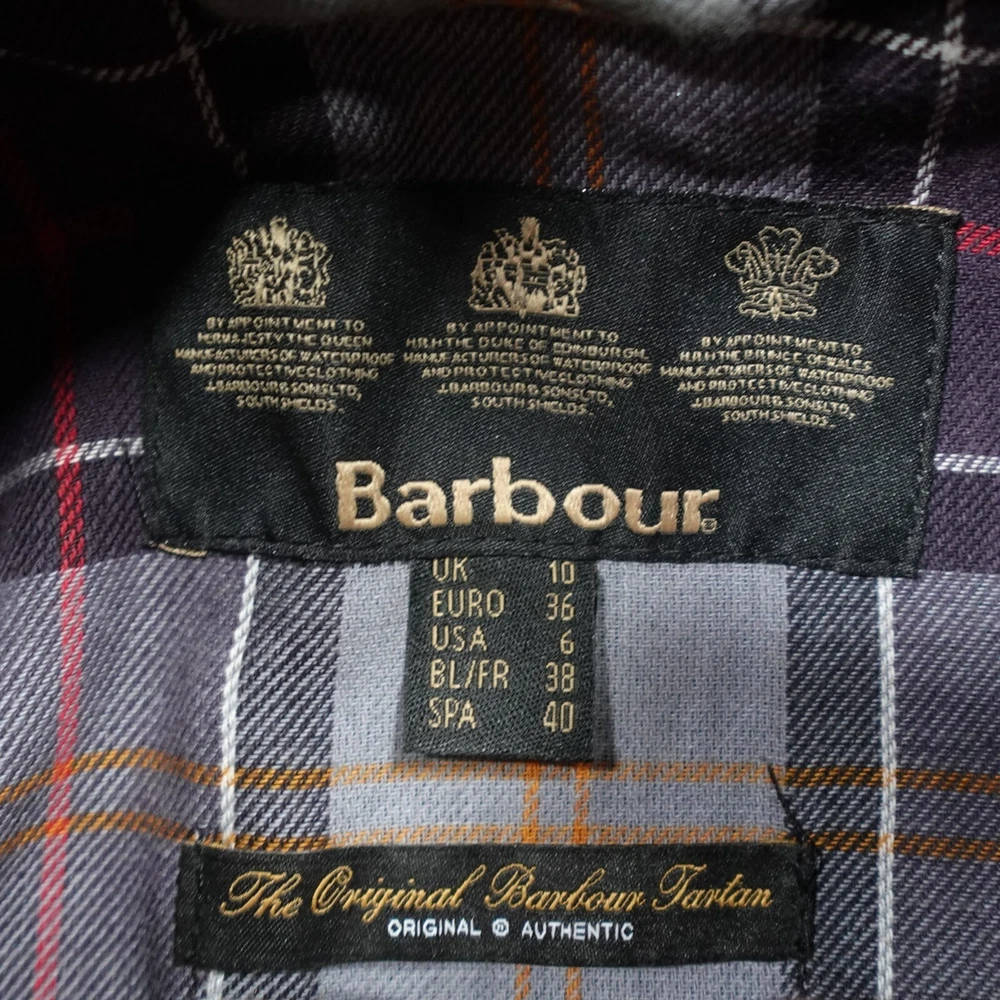 BY APPOINTMENT TO
HER MAJESTY THE QUEEN
MANUFACTURERS OF WATERPROOF
AND PROTECTIVE CLOTHING
J.BARBOUR & SONS LTD,
SOUTH SHIELDS.
BY APPOINTMENT TO
H.R.H THE DUKE OF EDINBURGH,
MANUFACTURERS OF WATERPROOF
AND PROTECTIVE CLOTHING
J.BARBOUR & SONS LTD,
SOUTH SHIELDS.
BY APPOINTMENT TO
H.R.H THE PRINCE OF WALES
MANUFACTURERS OF WATERPROOF
AND PROTECTIVE CLOTHING
J.BARBOUR & SONS LTD,
SOUTH SHIELDS.
Barbour®
UK 10
EURO 36
USA 6
BL/FR 38
SPA 40
The Original Barbour Tartan
ORIGINAL ® AUTHENTIC